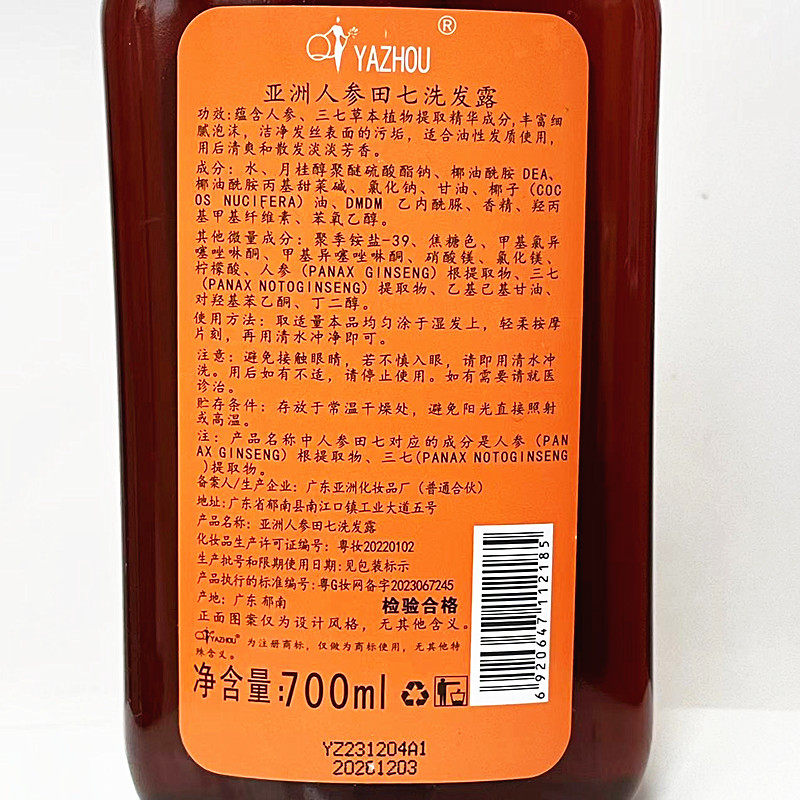 YAZHOU®
亚洲人参田七洗发露
功效:蕴含人参、三七草本植物提取精华成分,丰富细
腻泡沫，洁净发丝表面的污垢，适合油性发质使用，
用后清爽和散发淡淡芳香。
成分：水、月桂醇聚醚硫酸酯钠、椰油酰胺 DEA、
椰油酰胺丙基甜菜碱、氯化钠、甘油、椰子（COC
OS NUCIFERA）油、DMDM 乙内酰脲、香精、羟丙
基甲基纤维素、苯氧乙醇。
其他微量成分：聚季铵盐-39、焦糖色、甲基氯异
噻唑啉酮、甲基异噻唑啉酮、硝酸镁、氯化镁、
柠檬酸、人参（PANAX GINSENG）根提取物、三七
（PANAX NOTOGINSENG）提取物、乙基己基甘油、
对羟基苯乙酮、丁二醇。
使用方法：取适量本品均匀涂于湿发上，轻柔按摩
片刻，再用清水冲净即可。
注意：避免接触眼睛，若不慎入眼，请即用清水冲
洗。用后如有不适，请停止使用。如有需要请就医
诊治。
贮存条件：存放于常温干燥处，避免阳光直接照射
或高温。
注：产品名称中人参田七对应的成分是人参（PAN
AX GINSENG）根提取物、三七(PANAX NOTOGINSENG
)提取物。
备案人/生产企业：广东亚洲化妆品厂（普通合伙）
地址:广东省郁南县南江口镇工业大道五号
产品名称：亚洲人参田七洗发露
化妆品生产许可证编号：粤妆20220102
生产批号和限期使用日期:见包装标示
产品执行的标准编号:粤G妆网备字2023067245
产地：广东 郁南
检验合格
正面图案仅为设计风格，无其他含义。
YAZHOU® 为注册商标，仅做为商标使用，无其他特
殊含义。
净含量:700ml
6920647112185
YZ231204A1
20261203